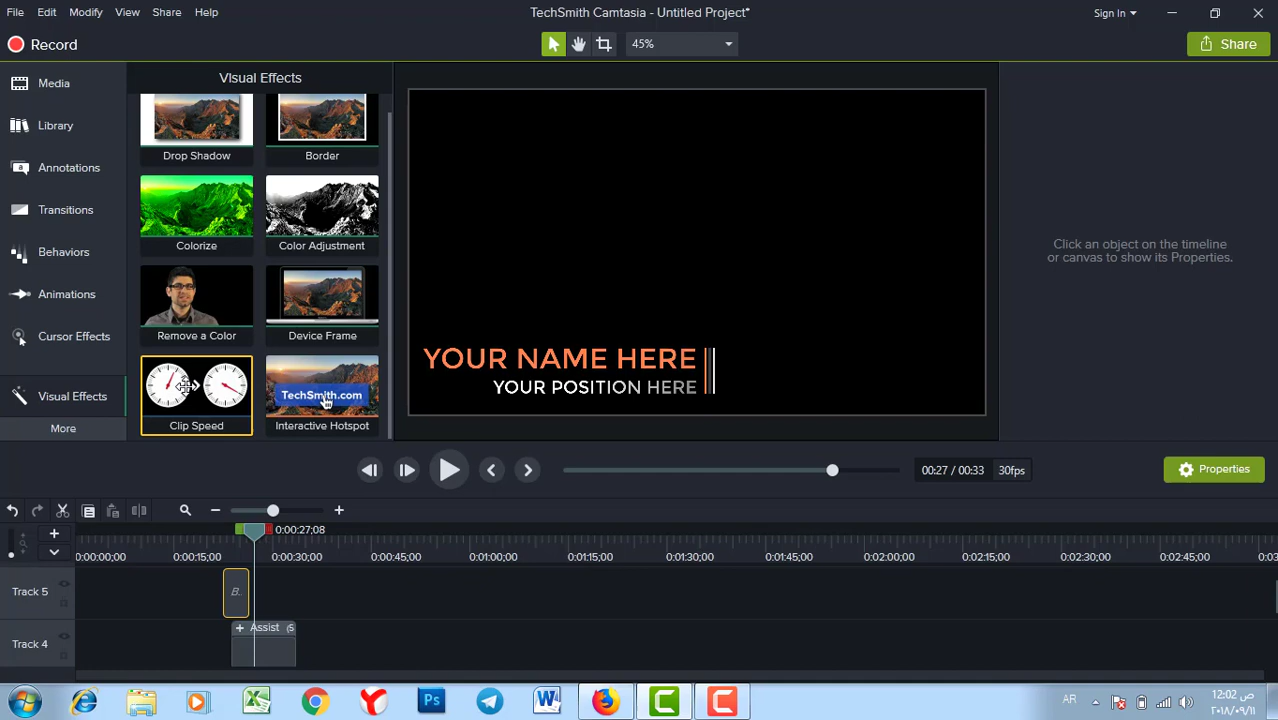 File Edit Modify View Share Help
TechSmith Camtasia - Untitled Project*
Sign In
Record
45%
Share
Media
Library
Annotations
Transitions
Behaviors
Animations
Cursor Effects
Visual Effects
More
Visual Effects
Drop Shadow
Border
Colorize
Color Adjustment
Remove a Color
Device Frame
Clip Speed
TechSmith.com
Interactive Hotspot
YOUR NAME HERE
YOUR POSITION HERE
Click an object on the timeline
or canvas to show its Properties.
00:27 / 00:33
30fps
Properties
0:00:27;08
0:00:00;00 0:00:15;00 0:00:30;00 0:00:45;00 0:01:00;00 0:01:15;00 0:01:30;00 0:01:45;00 0:02:00;00 0:02:15;00 0:02:30;00 0:02:45;00
Track 5
B..
Track 4
+ Assist (5
AR
12:02 ص
٢٠١٨/٠٩/١١